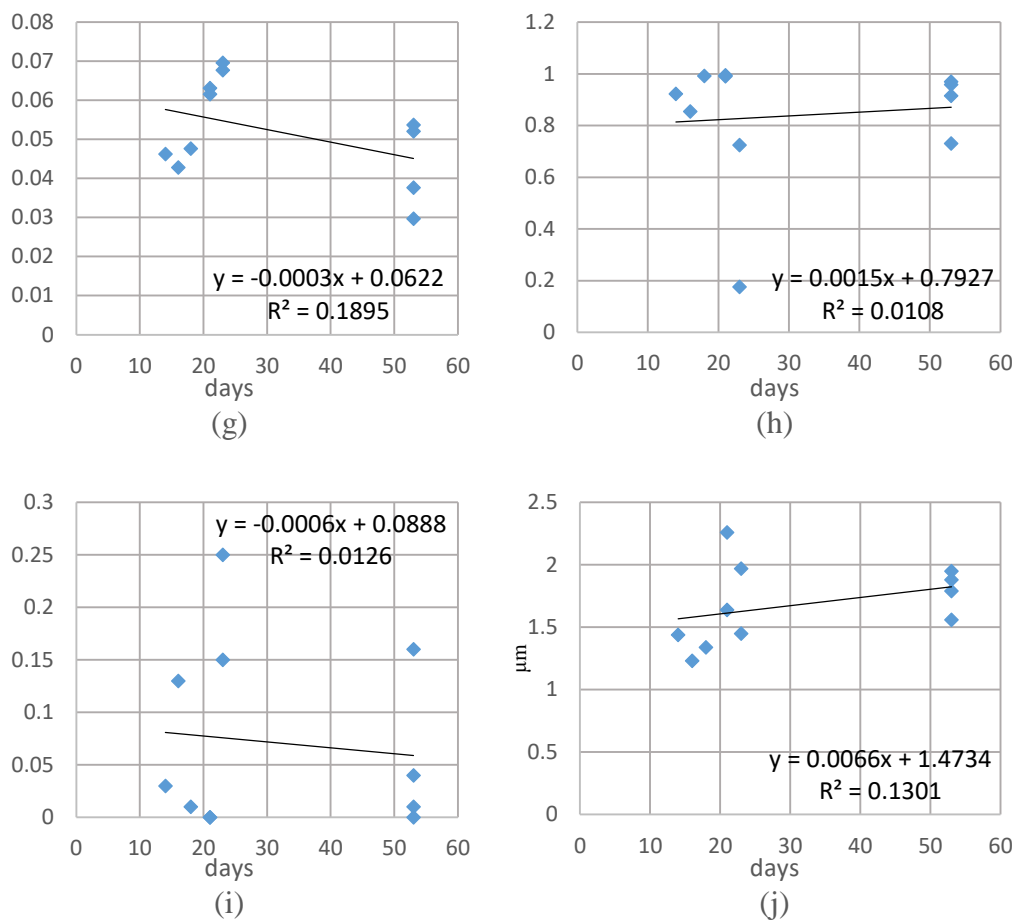 0.08
0.07
0.06
0.05
0.04
0.03
0.02
0.01
0
y = -0.0003x + 0.0622
R² = 0.1895
0 10 20 30 40 50 60
days
(g)
1.2
1
0.8
0.6
0.4
0.2
0
y = 0.0015x + 0.7927
R² = 0.0108
0 10 20 30 40 50 60
days
(h)
0.3
0.25
0.2
0.15
0.1
0.05
0
y = -0.0006x + 0.0888
R² = 0.0126
0 10 20 30 40 50 60
days
(i)
2.5
2
1.5
1
0.5
0
µm
y = 0.0066x + 1.4734
R² = 0.1301
0 10 20 30 40 50 60
days
(j)